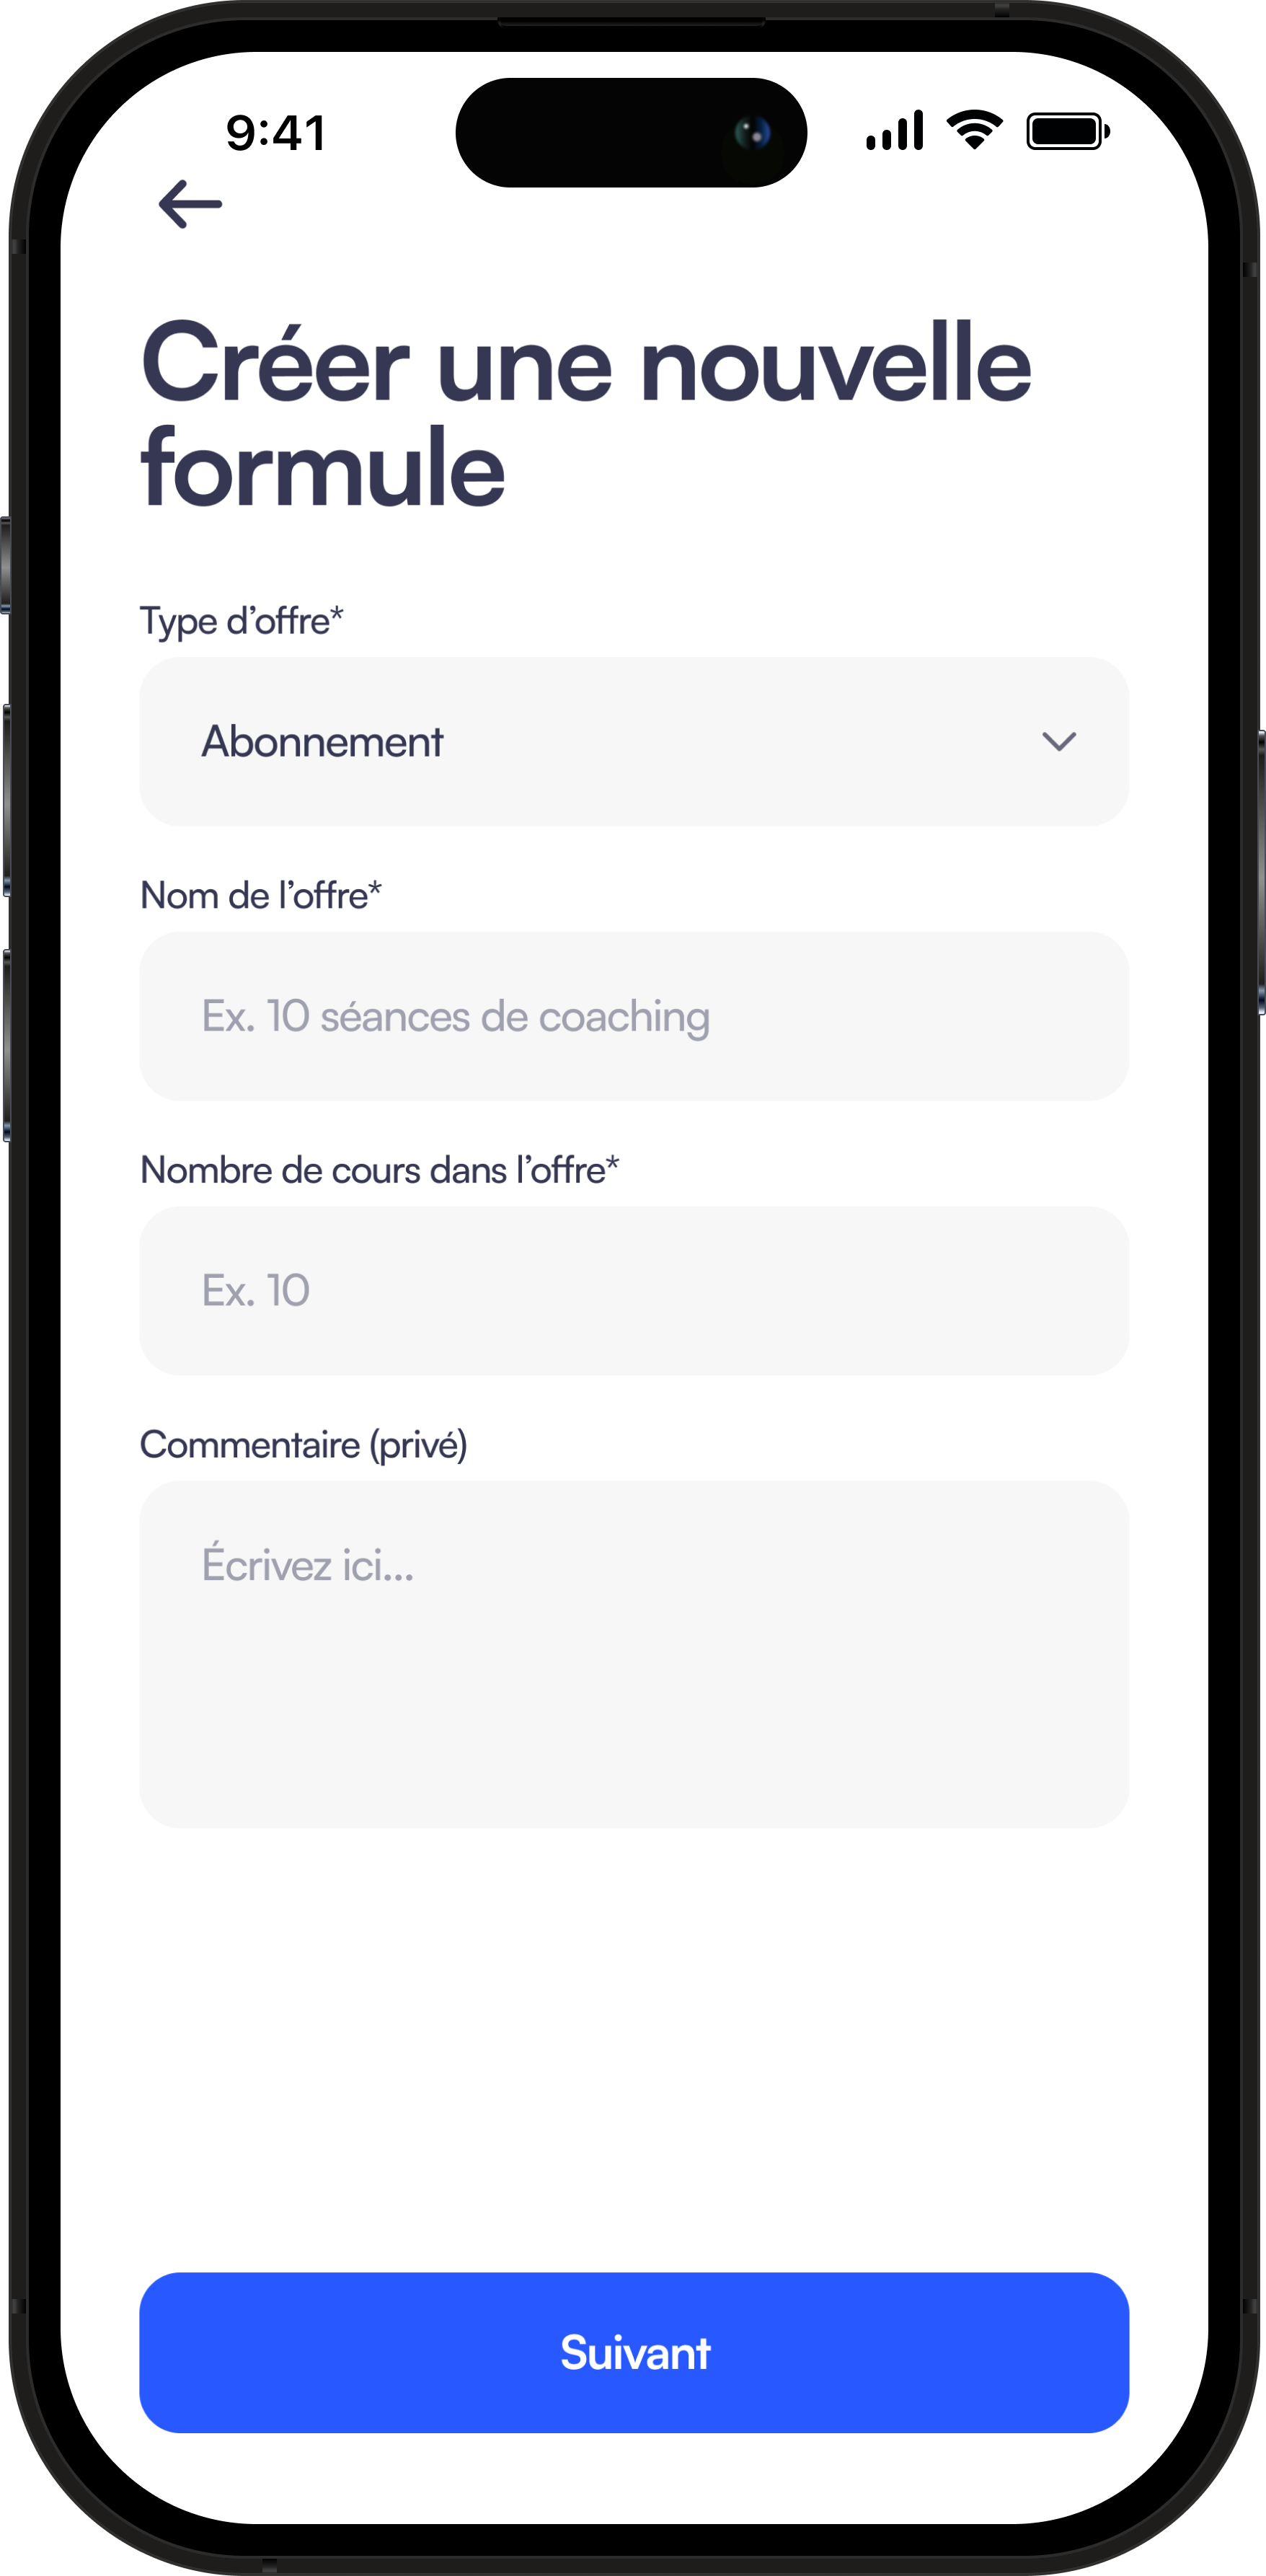 9:41
Créer une nouvelle
formule
Type d’offre*
Abonnement
Nom de l’offre*
Ex. 10 séances de coaching
Nombre de cours dans l’offre*
Ex. 10
Commentaire (privé)
Écrivez ici...
Suivant